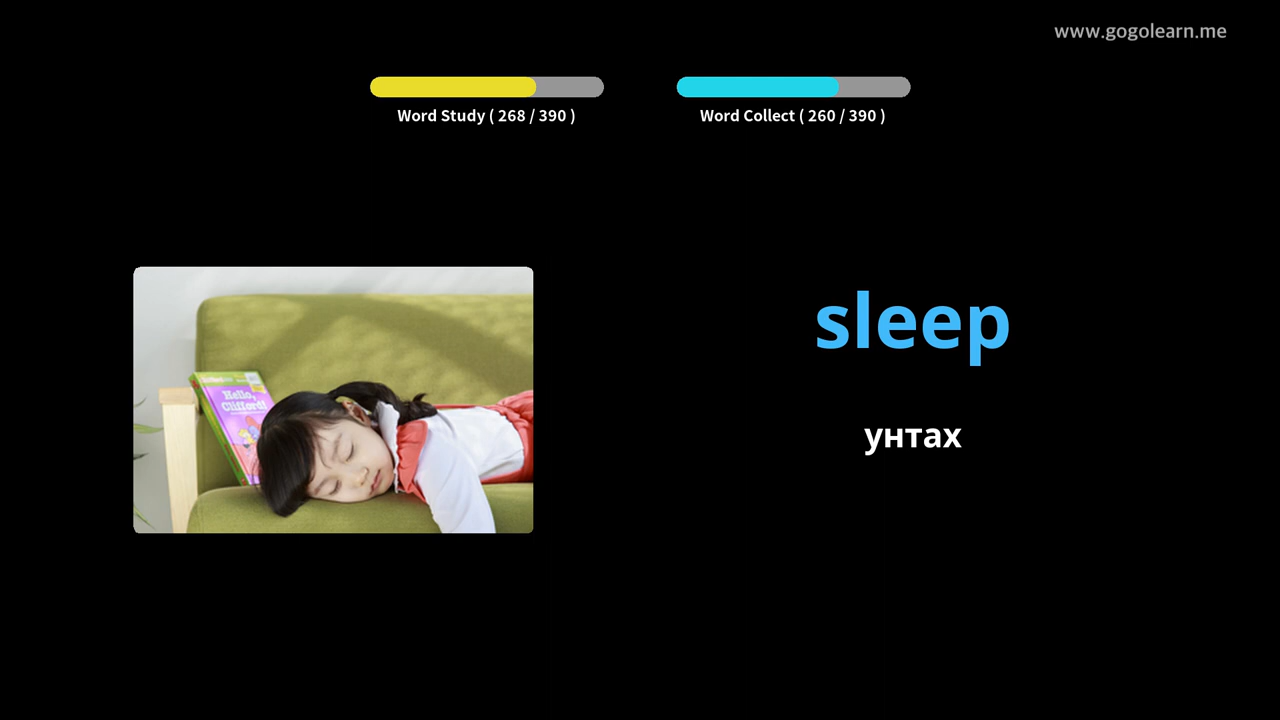 www.gogolearn.me
Word Study ( 268 / 390 )
Word Collect ( 260 / 390 )
sleep
унтах
Hello,
Clifford!